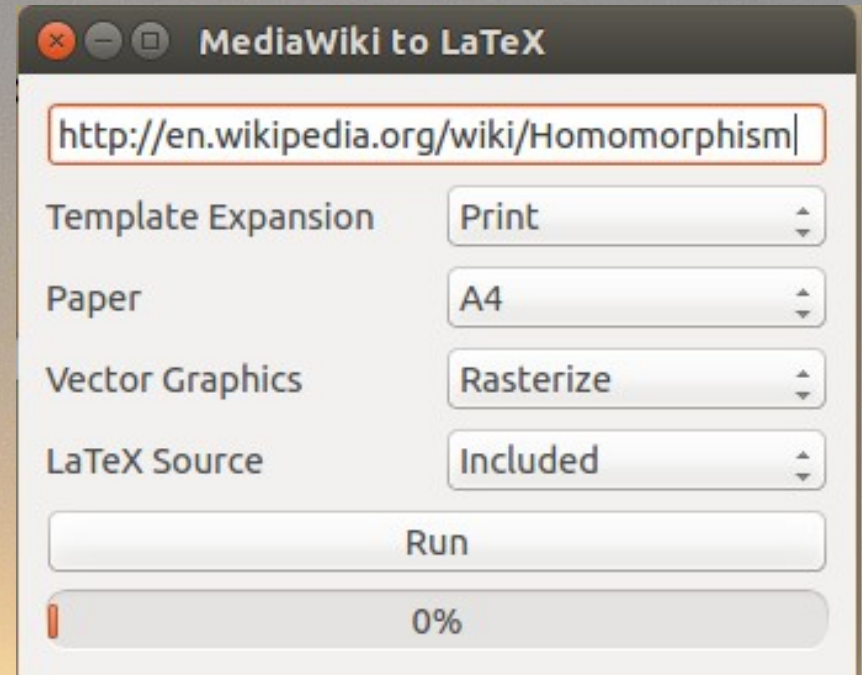 MediaWiki to LaTeX
http://en.wikipedia.org/wiki/Homomorphism
Template Expansion Print
Paper A4
Vector Graphics Rasterize
LaTeX Source Included
Run
0%